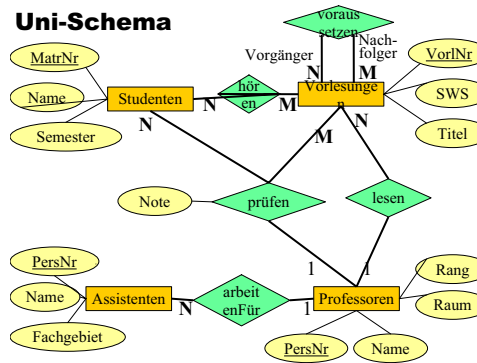 Uni-Schema
voraus
setzen
Vorgänger
Nach-
folger
MatrNr
N
M
VorlNr
Name
Studenten
N
hör
en
M
Vorlesunge
n
SWS
Semester
N
M
N
Titel
Note
prüfen
lesen
PersNr
1
1
Rang
Name
Assistenten
N
arbeit
enFür
1
Professoren
Raum
Fachgebiet
PersNr
Name